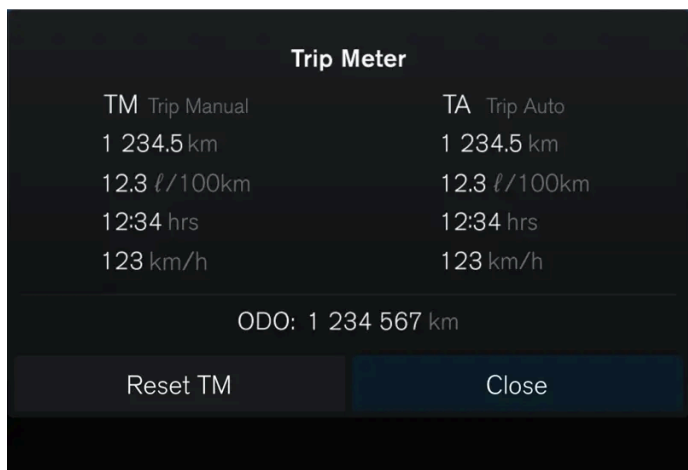 Trip Meter
TM Trip Manual
1 234.5 km
12.3 ℓ/100km
12:34 hrs
123 km/h
TA Trip Auto
1 234.5 km
12.3 ℓ/100km
12:34 hrs
123 km/h
ODO: 1 234 567 km
Reset TM
Close